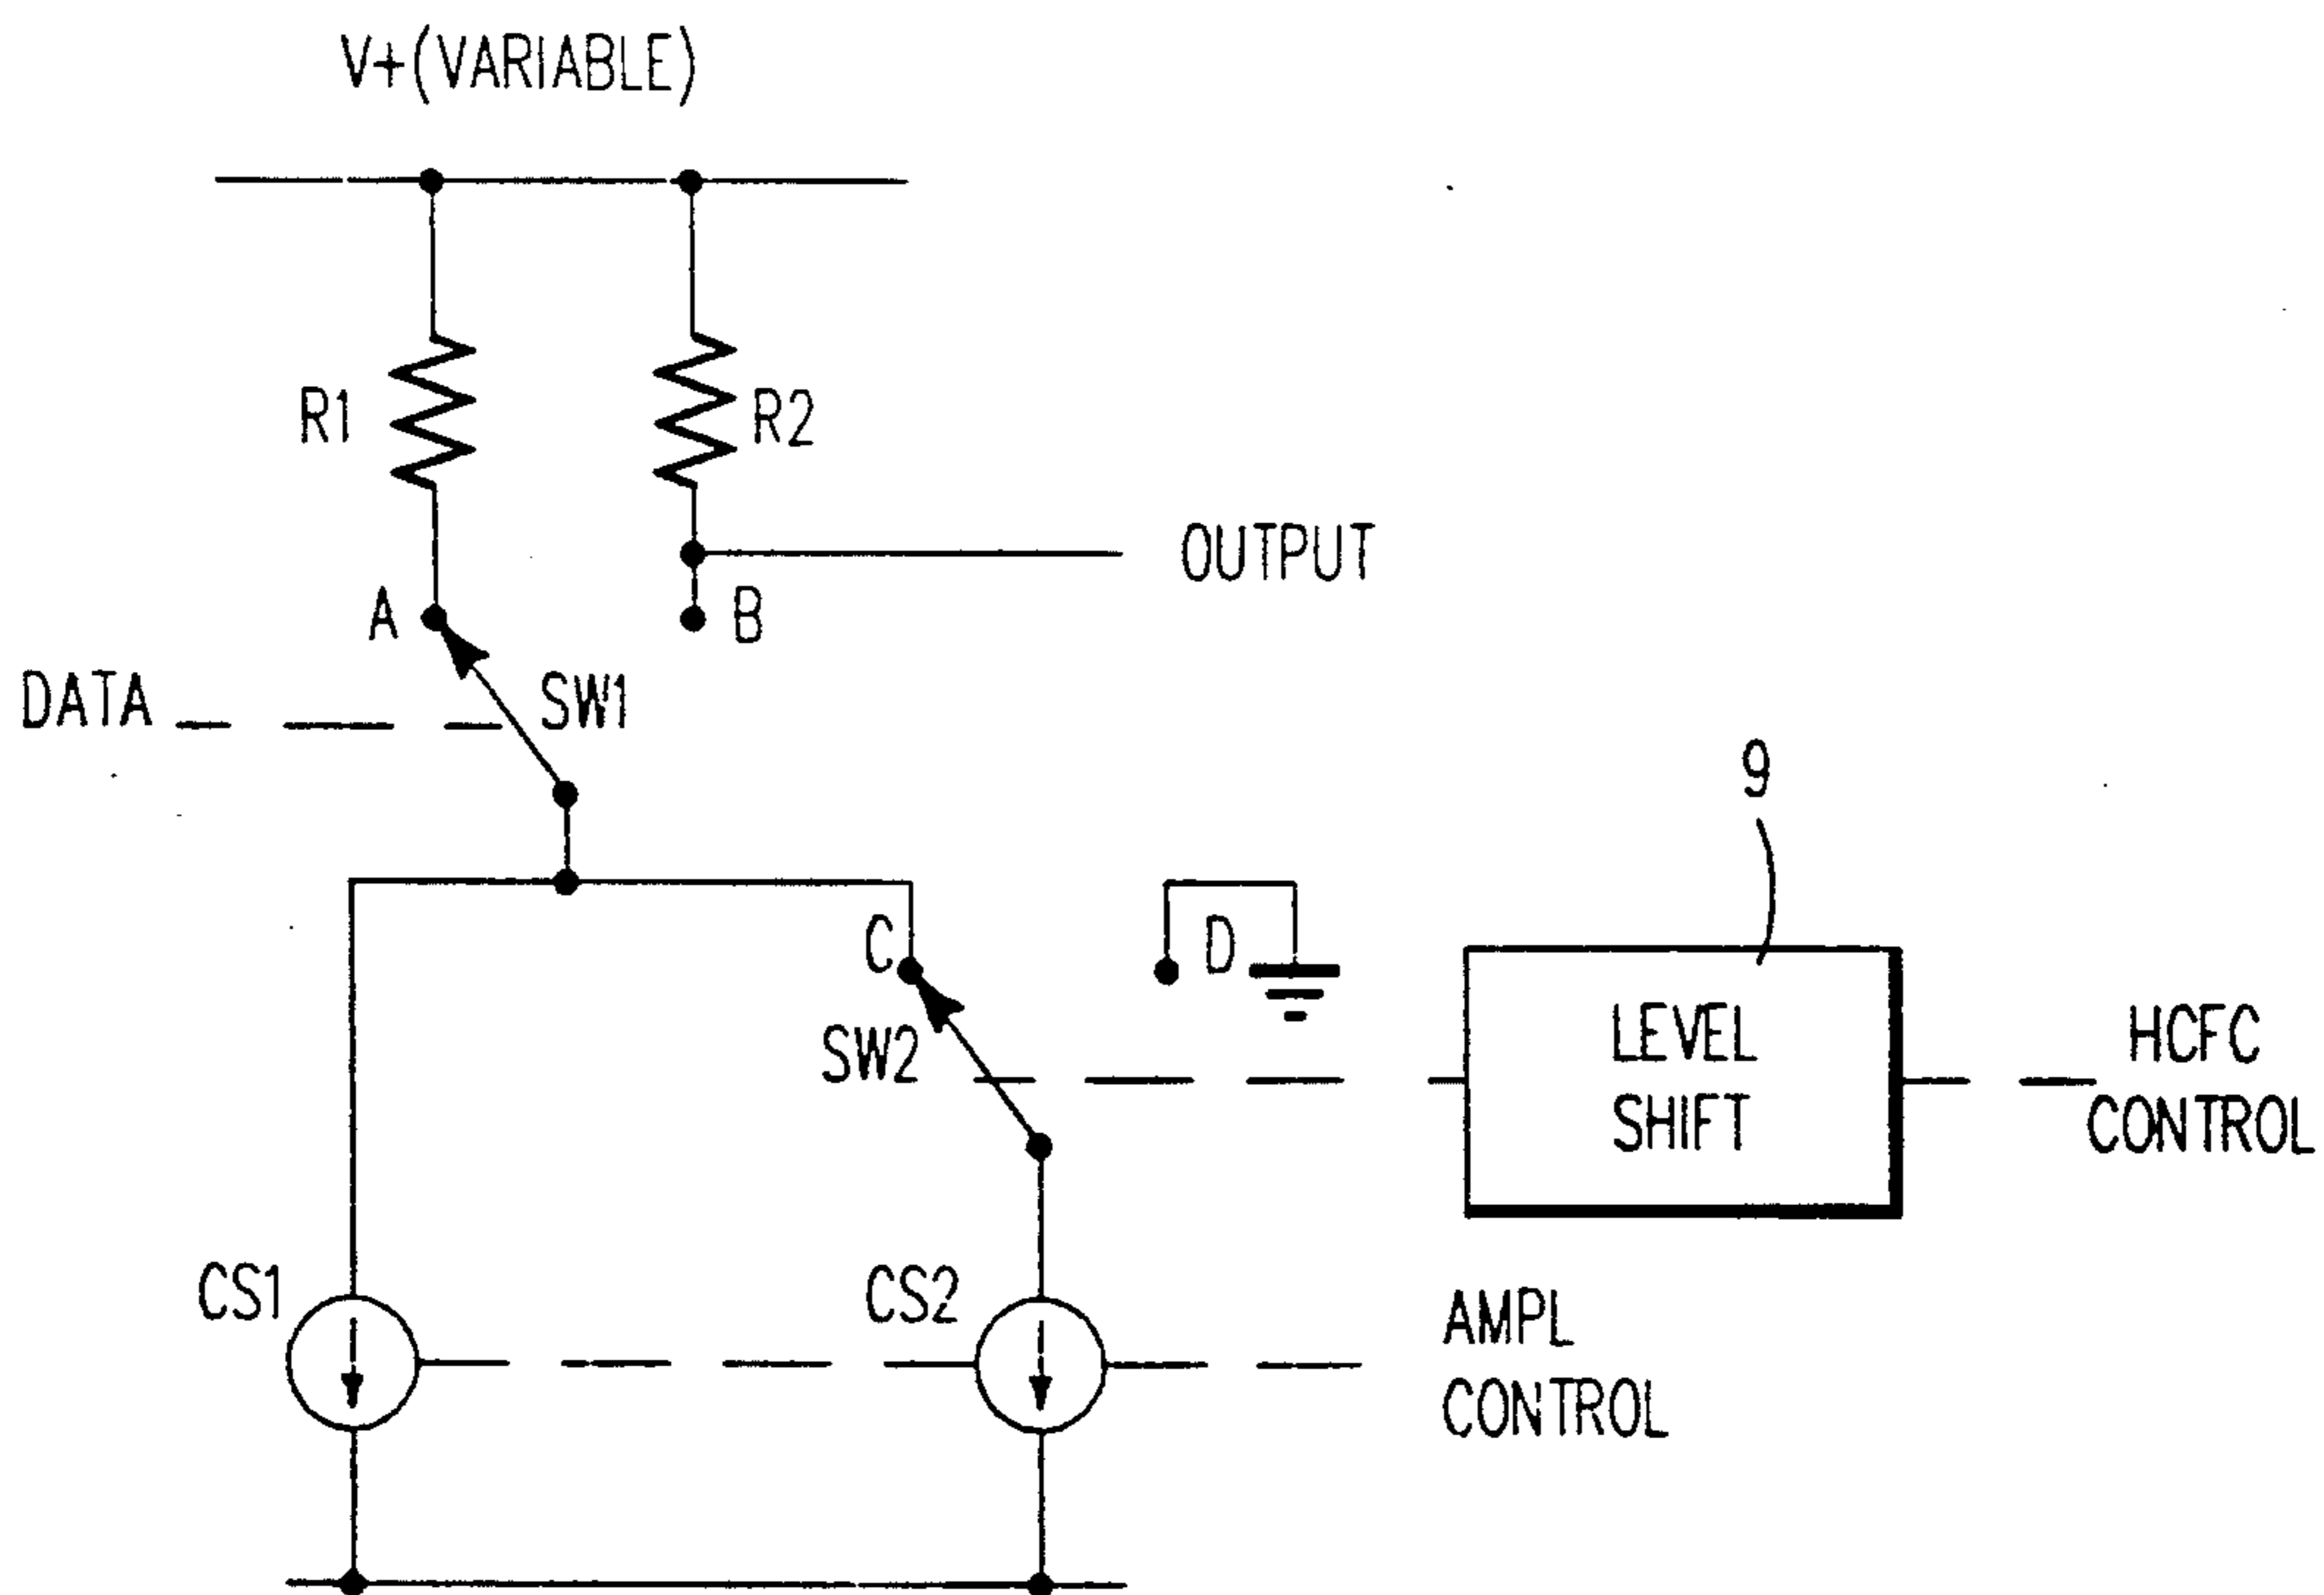 V+(VARIABLE)
R1
R2
OUTPUT
A
B
DATA
SW1
9
C
D
SW2
LEVEL
SHIFT
HCFC
CONTROL
CS1
CS2
AMPL
CONTROL